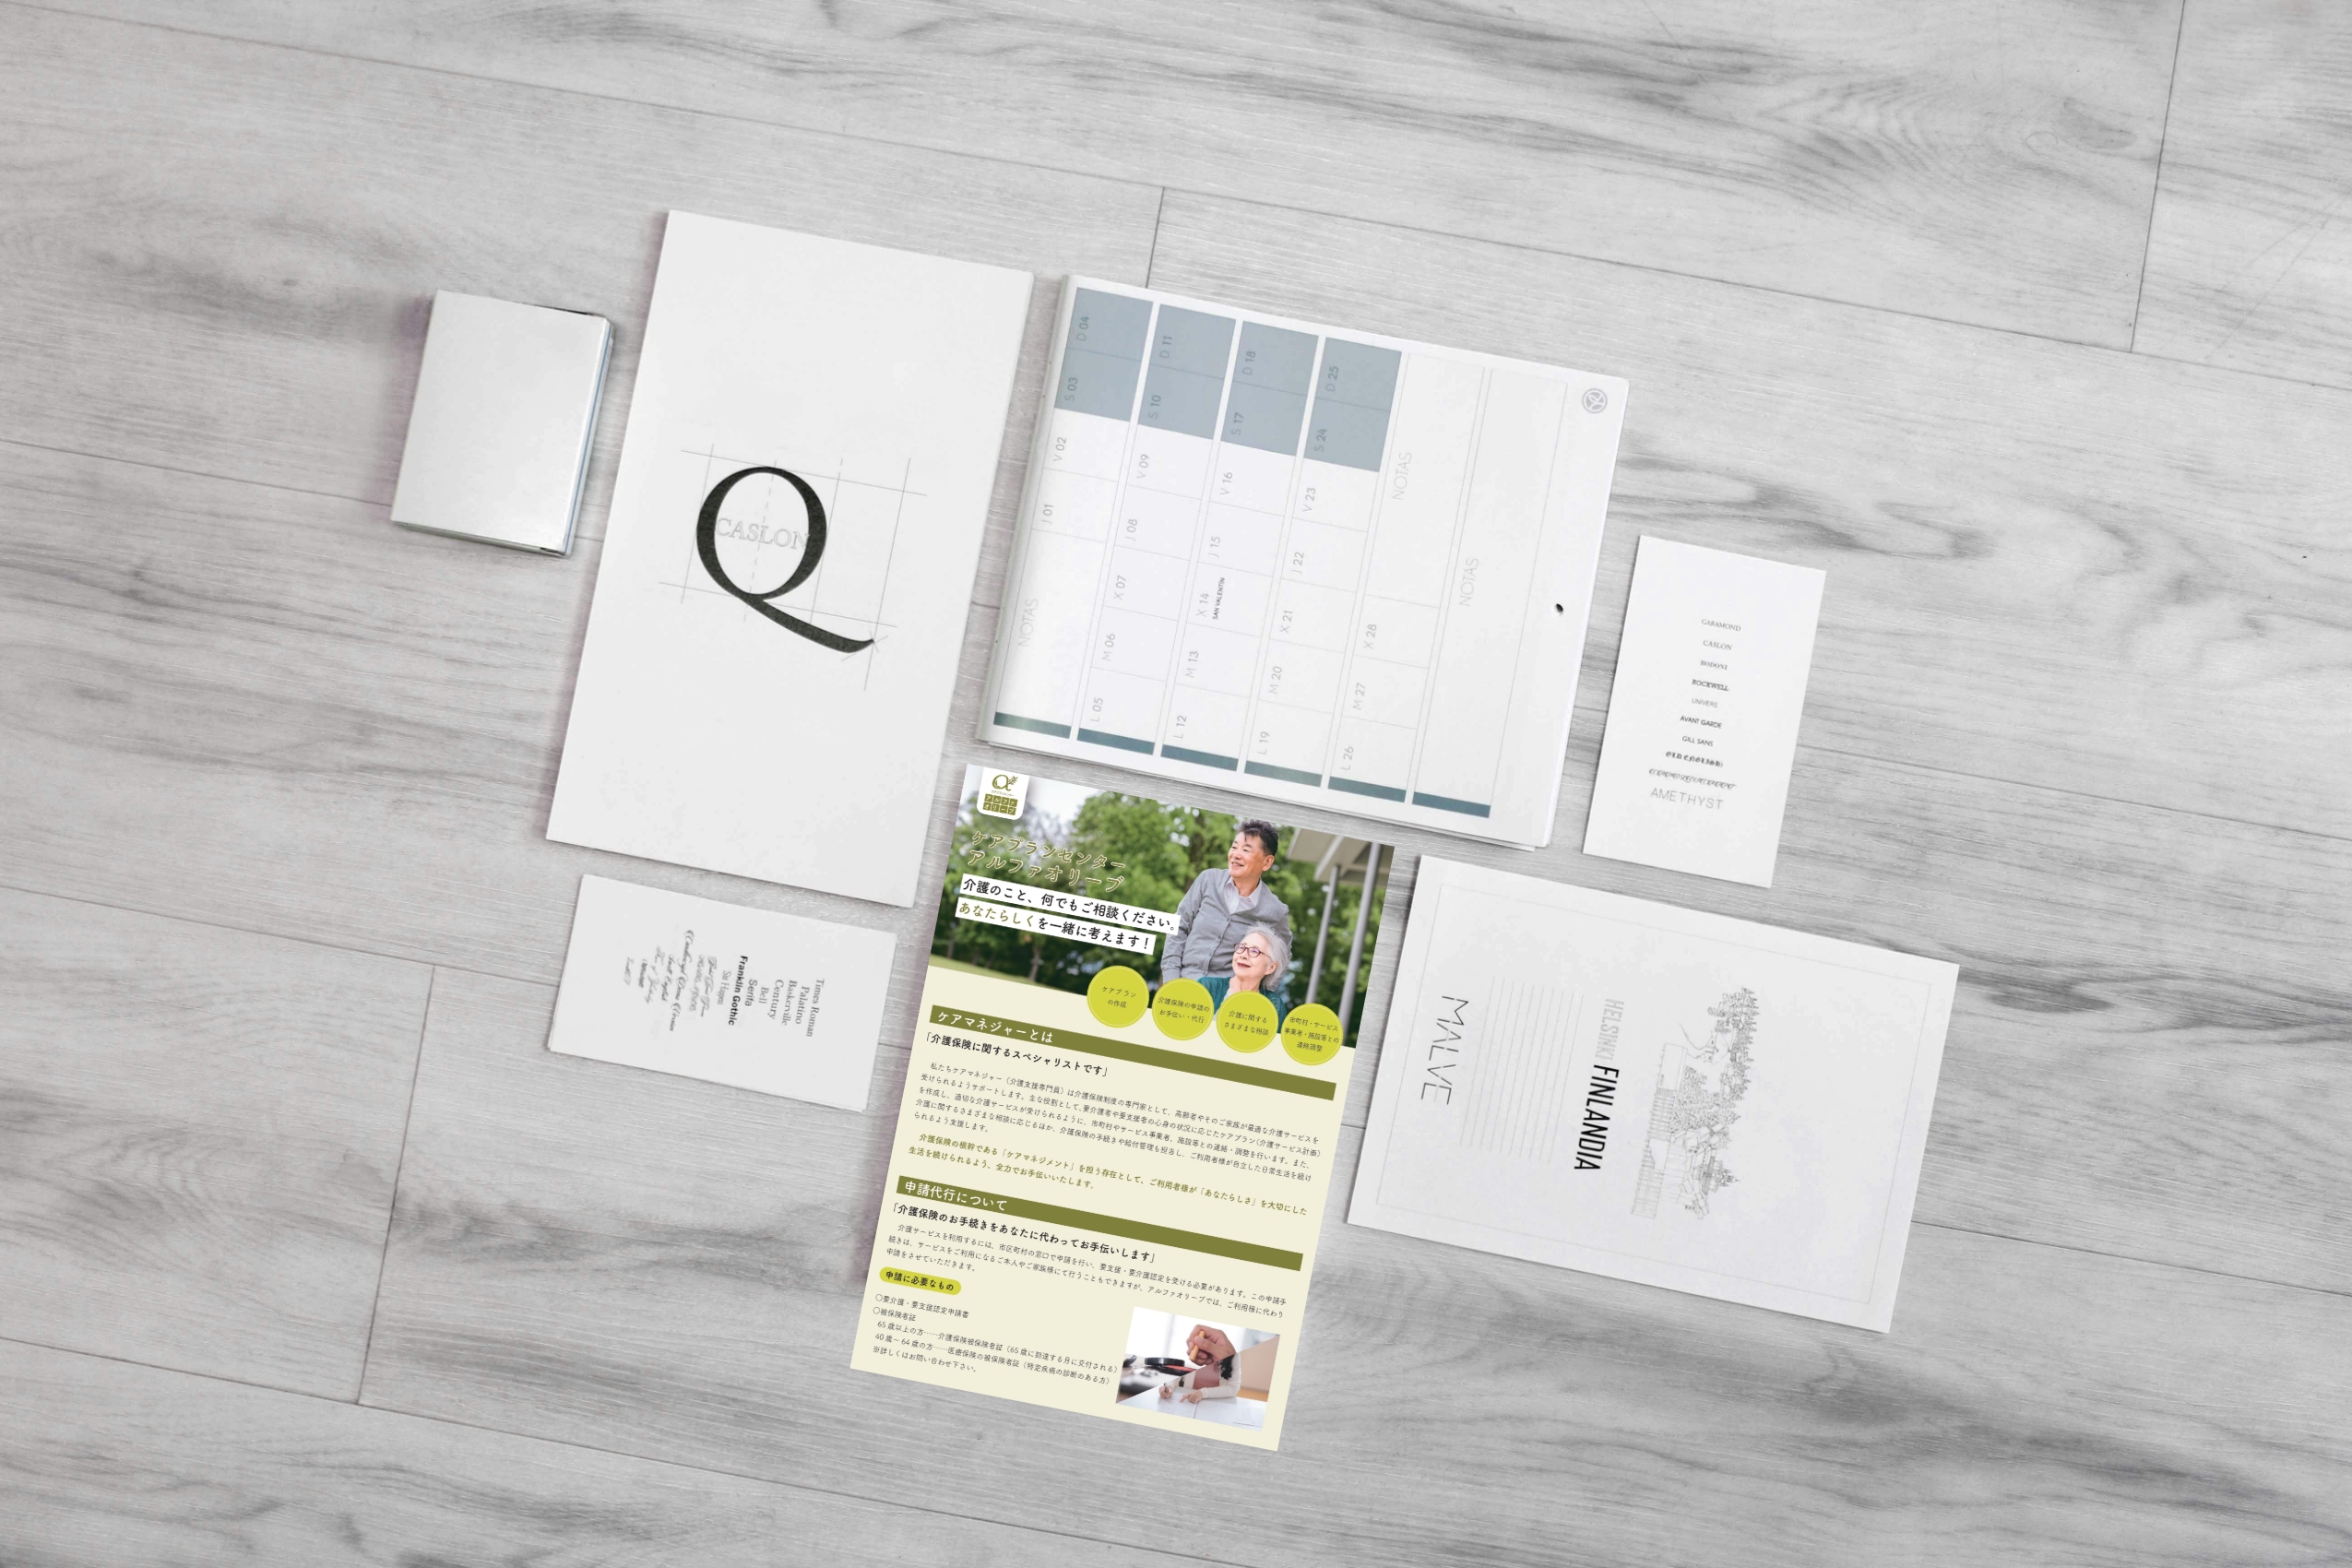 CASLON
D 04
S 03
V 02
J 01
NOTAS
D 11
S 10
V 09
J 08
X 07
M 06
L 05
D 18
S 17
V 16
J 15
X 14
SAN VALENTIN
M 13
L 12
D 25
S 24
V 23
J 22
X 21
M 20
L 19
NOTAS
X 28
M 27
L 26
NOTAS
GARAMOND
CASLON
BODONI
ROCKWELL
UNIVERS
AVANT GARDE
GILL SANS
OLD ENGLISH
AMETHYST
Times Roman
Palatino
Baskerville
Century
Bell
Serifa
Franklin Gothic
アルファ
オリーブ
ケアプランセンター
アルファオリーブ
介護のこと、何でもご相談ください。
あなたらしくを一緒に考えます！
ケアプラン
の作成
介護保険の申請の
お手伝い・代行
介護に関する
さまざまな相談
市町村・サービス
事業者・施設等との
連絡調整
ケアマネジャーとは
「介護保険に関するスペシャリストです」
私たちケアマネジャー（介護支援専門員）は介護保険制度の専門家として、高齢者やそのご家族が最適な介護サービスを
受けられるようサポートします。主な役割として、要介護者や要支援者の心身の状況に応じたケアプラン(介護サービス計画)
を作成し、適切な介護サービスが受けられるように、市町村やサービス事業者、施設等との連絡・調整を行います。また、
介護に関するさまざまな相談に応じるほか、介護保険の手続きや給付管理も担当し、ご利用者様が自立した日常生活を続け
られるよう支援します。
介護保険の根幹である「ケアマネジメント」を担う存在として、ご利用者様が「あなたらしさ」を大切にした
生活を続けられるよう、全力でお手伝いいたします。
申請代行について
「介護保険のお手続きをあなたに代わってお手伝いします」
介護サービスを利用するには、市区町村の窓口で申請を行い、要支援・要介護認定を受ける必要があります。この申請手
続きは、サービスをご利用になるご本人やご家族様にて行うこともできますが、アルファオリーブでは、ご利用様に代わり
申請をさせていただきます。
申請に必要なもの
○要介護・要支援認定申請書
○被保険者証
65 歳以上の方……介護保険被保険者証（65 歳に到達する月に交付される）
40 歳～ 64 歳の方……医療保険の被保険者証（特定疾病の診断のある方）
※詳しくはお問い合わせ下さい。
MALVE
HELSINKI FINLANDIA